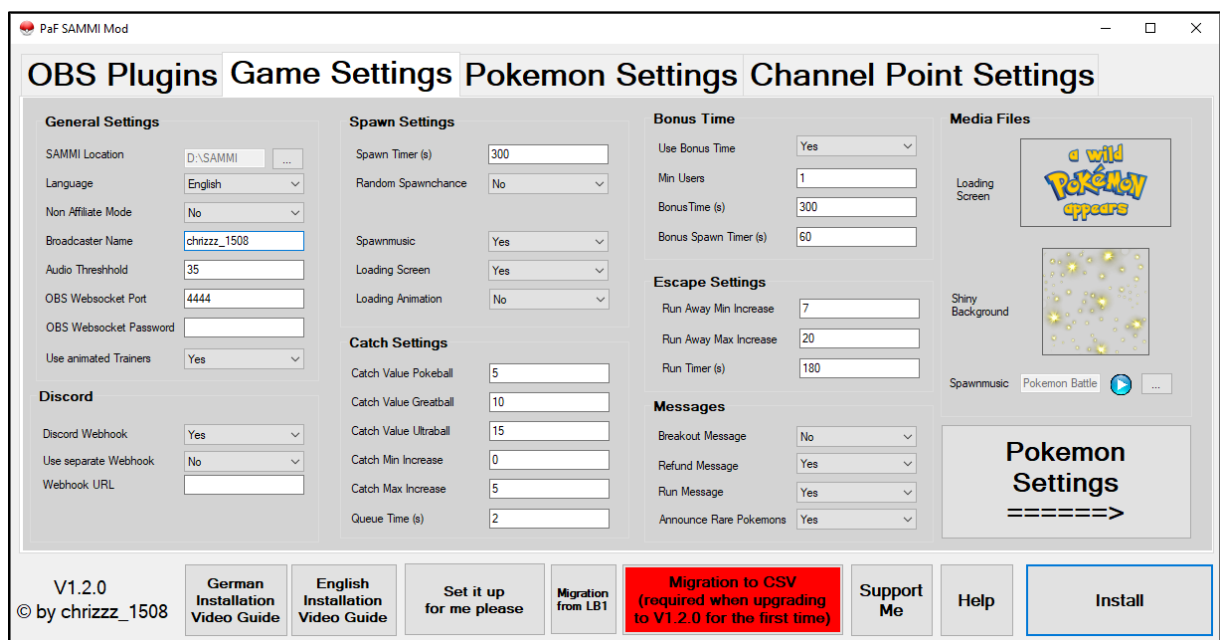 PaF SAMMI Mod
OBS Plugins Game Settings Pokemon Settings Channel Point Settings
General Settings
SAMMI Location D:\SAMMI ...
Language English
Non Affiliate Mode No
Broadcaster Name chrizzz_1508
Audio Threshhold 35
OBS Websocket Port 4444
OBS Websocket Password
Use animated Trainers Yes
Discord
Discord Webhook Yes
Use separate Webhook No
Webhook URL
Spawn Settings
Spawn Timer (s) 300
Random Spawnchance No
Spawnmusic Yes
Loading Screen Yes
Loading Animation No
Catch Settings
Catch Value Pokeball 5
Catch Value Greatball 10
Catch Value Ultraball 15
Catch Min Increase 0
Catch Max Increase 5
Queue Time (s) 2
Bonus Time
Use Bonus Time Yes
Min Users 1
BonusTime (s) 300
Bonus Spawn Timer (s) 60
Escape Settings
Run Away Min Increase 7
Run Away Max Increase 20
Run Timer (s) 180
Messages
Breakout Message No
Refund Message Yes
Run Message Yes
Announce Rare Pokemons Yes
Media Files
Loading
Screen
a wild
POKéMON
appears
Shiny
Background
Spawnmusic Pokemon Battle ...
Pokemon
Settings
======>
V1.2.0
© by chrizzz_1508
German
Installation
Video Guide
English
Installation
Video Guide
Set it up
for me please
Migration
from LB1
Migration to CSV
(required when upgrading
to V1.2.0 for the first time)
Support
Me
Help
Install